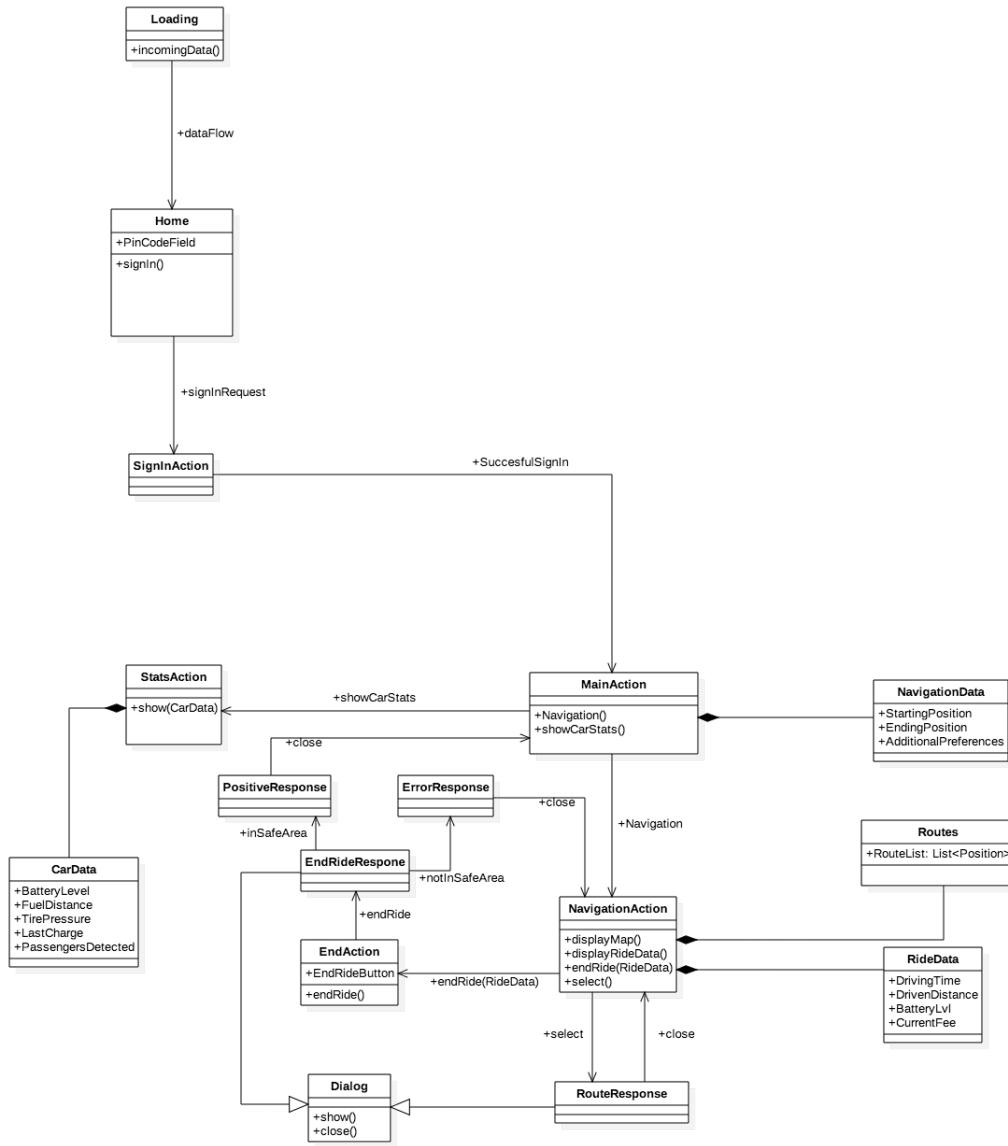 Loading
+incomingData()
+dataFlow
Home
+PinCodeField
+signIn()
+signInRequest
SignInAction
+SuccesfulSignIn
StatsAction
+show(CarData)
+showCarStats
MainAction
+Navigation()
+showCarStats()
NavigationData
+StartingPosition
+EndingPosition
+AdditionalPreferences
+close
PositiveResponse
ErrorResponse
+close
+Navigation
+inSafeArea
Routes
+RouteList: List<Position>
CarData
+BatteryLevel
+FuelDistance
+TirePressure
+LastCharge
+PassengersDetected
EndRideRespone
+notInSafeArea
+endRide
NavigationAction
+displayMap()
+displayRideData()
+endRide(RideData)
+select()
EndAction
+EndRideButton
+endRide()
+endRide(RideData)
RideData
+DrivingTime
+DrivenDistance
+BatteryLvl
+CurrentFee
+select
+close
Dialog
+show()
+close()
RouteResponse